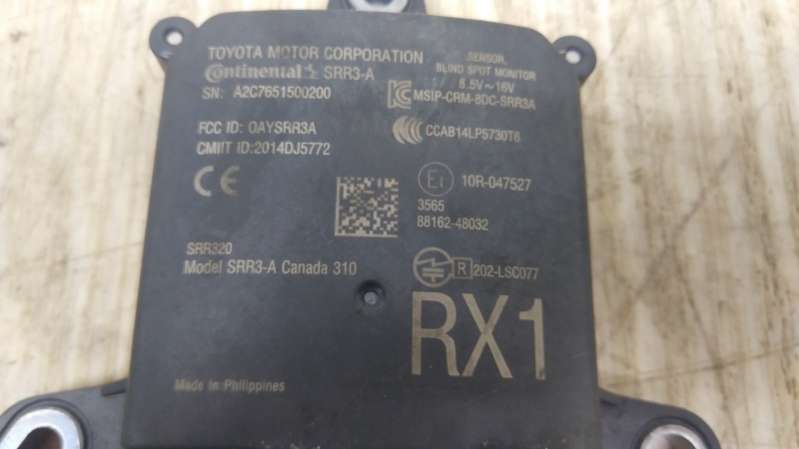 TOYOTA MOTOR CORPORATION
Continental SRR3-A
SN: A2C7651500200
SENSOR,
BLIND SPOT MONITOR
8.5V~16V
MSIP-CRM-8DC-SRR3A
FCC ID: OAYSRR3A
CMIIT ID:2014DJ5772
CCAB14LP5730T6
CE
E1 10R-047527
3565
88162-48032
SRR320
Model SRR3-A Canada 310
R 202-LSC077
RX1
Made in Philippines